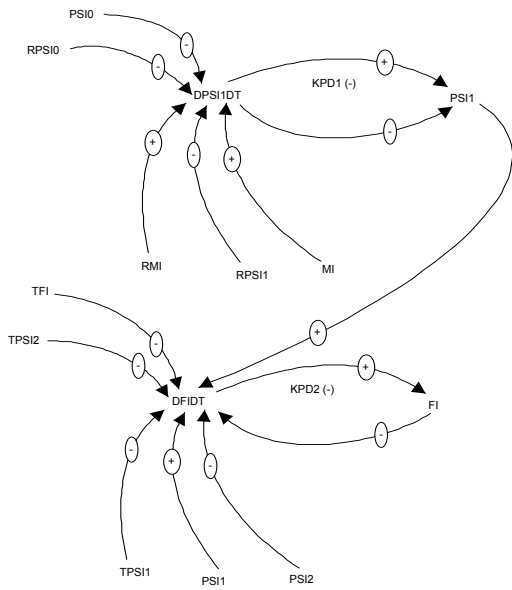 PSI0
-
RPSI0
-
+
KPD1 (-)
DPSI1DT
PSI1
-
+
-
+
RMI
RPSI1
MI
TFI
+
TPSI2
-
-
+
KPD2 (-)
DFIDT
FI
-
-
+
-
TPSI1
PSI1
PSI2